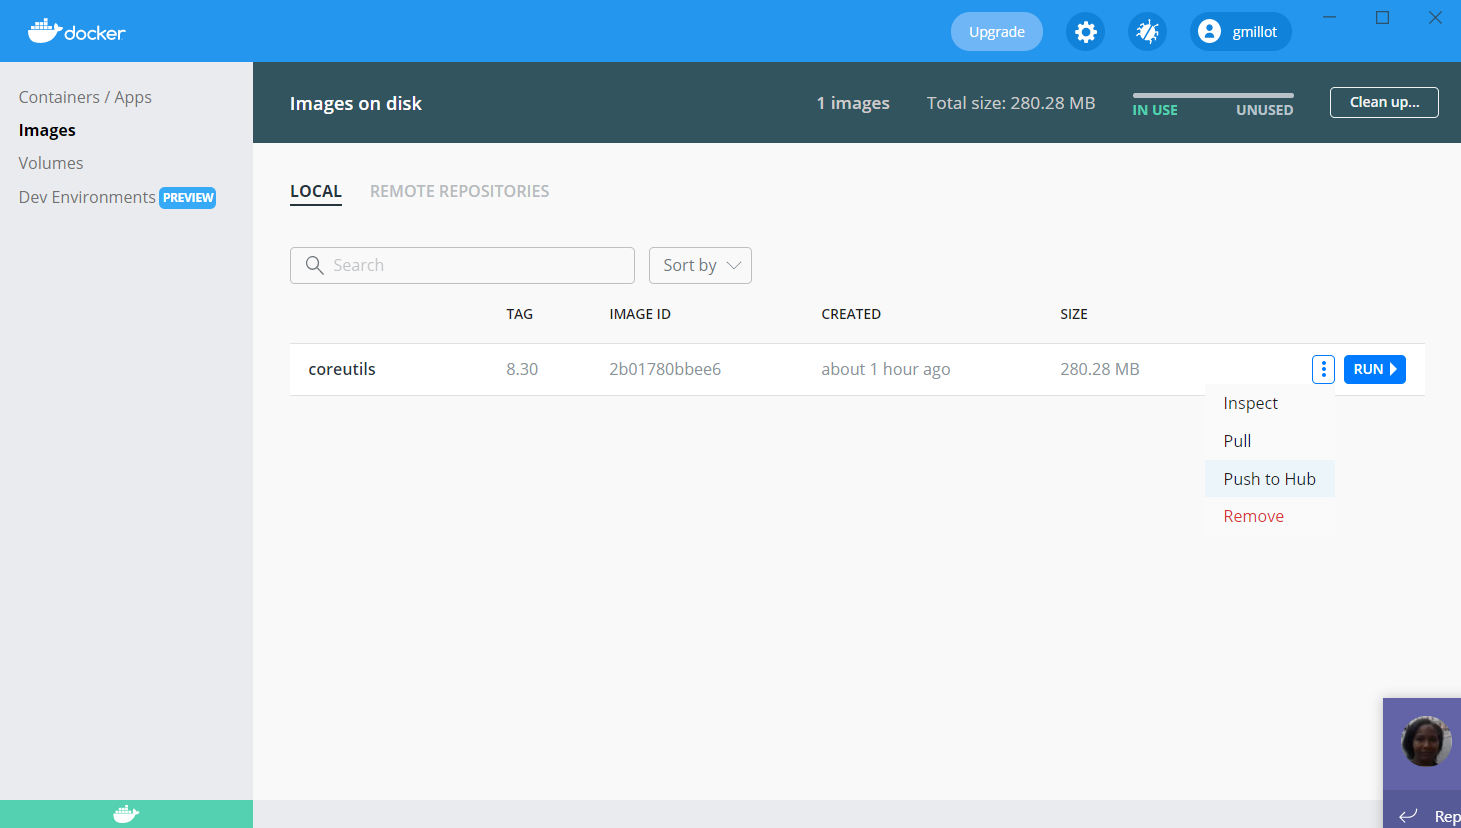 docker
Upgrade
gmillot
Containers / Apps
Images
Volumes
Dev Environments PREVIEW
Images on disk
1 images
Total size: 280.28 MB
IN USE
UNUSED
Clean up...
LOCAL
REMOTE REPOSITORIES
Search
Sort by
TAG IMAGE ID CREATED SIZE
coreutils 8.30 2b01780bbee6 about 1 hour ago 280.28 MB RUN
Inspect
Pull
Push to Hub
Remove
Rep